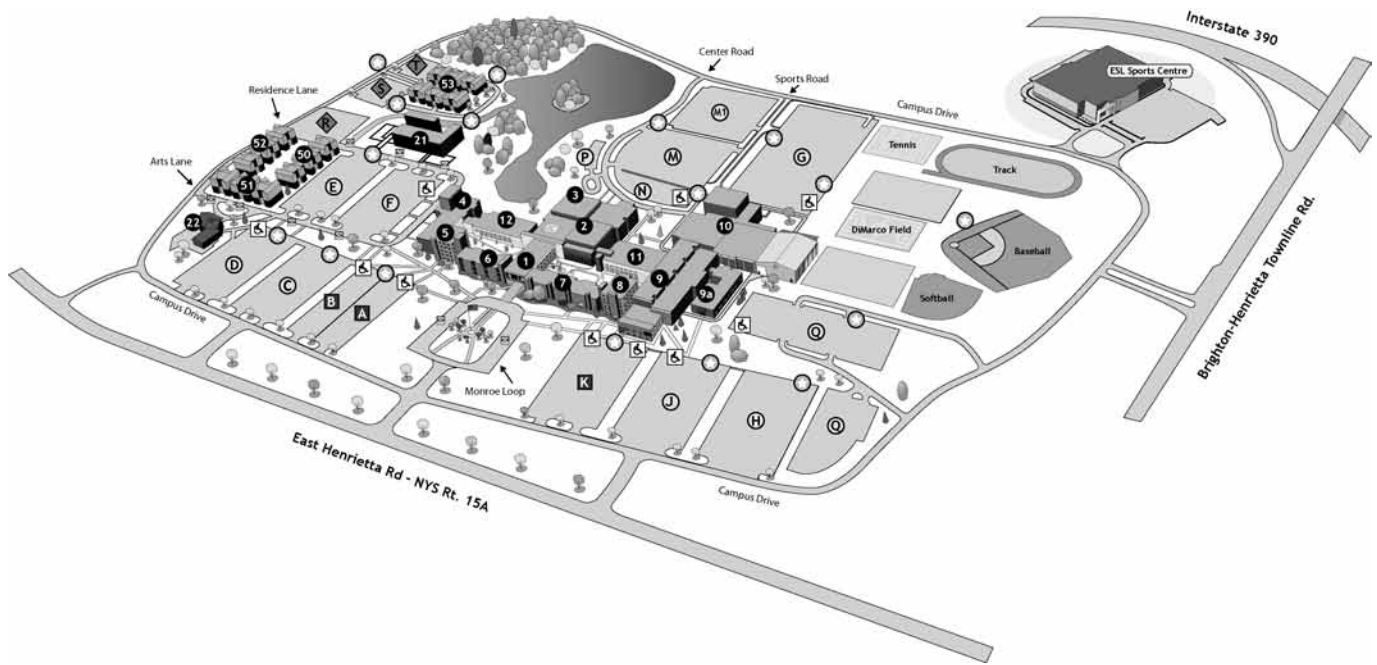 Interstate 390
Center Road
ESL Sports Centre
Sports Road
T
53
S
Residence Lane
Campus Drive
M1
R
52
21
50
Tennis
P
M
G
Track
Arts Lane
51
E
N
3
4
F
22
12
2
10
DiMarco Field
5
Baseball
6
1
11
D
9
7
8
9a
C
Softball
B
A
Q
Campus Drive
Brighton-Henrietta Townline Rd.
K
Monroe Loop
J
H
Q
East Henrietta Rd - NYS Rt. 15A
Campus Drive